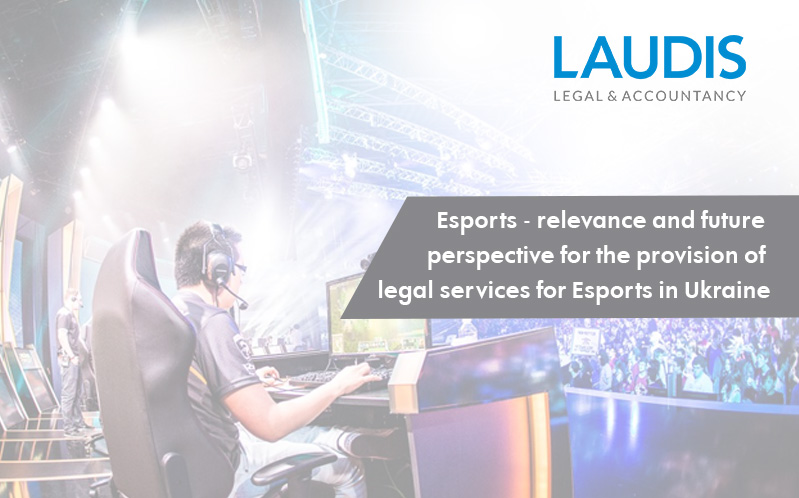 LAUDIS
LEGAL & ACCOUNTANCY
Esports - relevance and future
perspective for the provision of
legal services for Esports in Ukraine